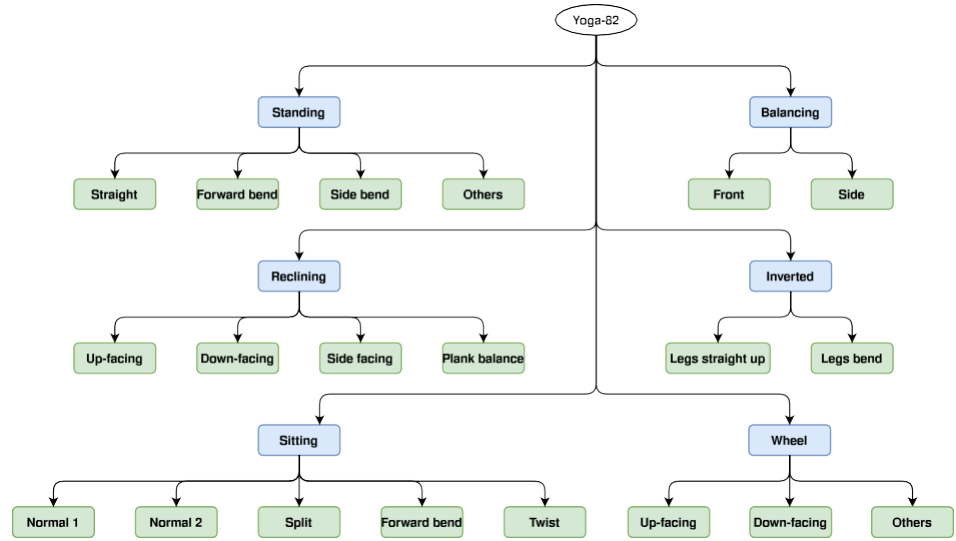 Yoga-82
Standing
Balancing
Straight
Forward bend
Side bend
Others
Front
Side
Reclining
Inverted
Up-facing
Down-facing
Side facing
Plank balance
Legs straight up
Legs bend
Sitting
Wheel
Normal 1
Normal 2
Split
Forward bend
Twist
Up-facing
Down-facing
Others